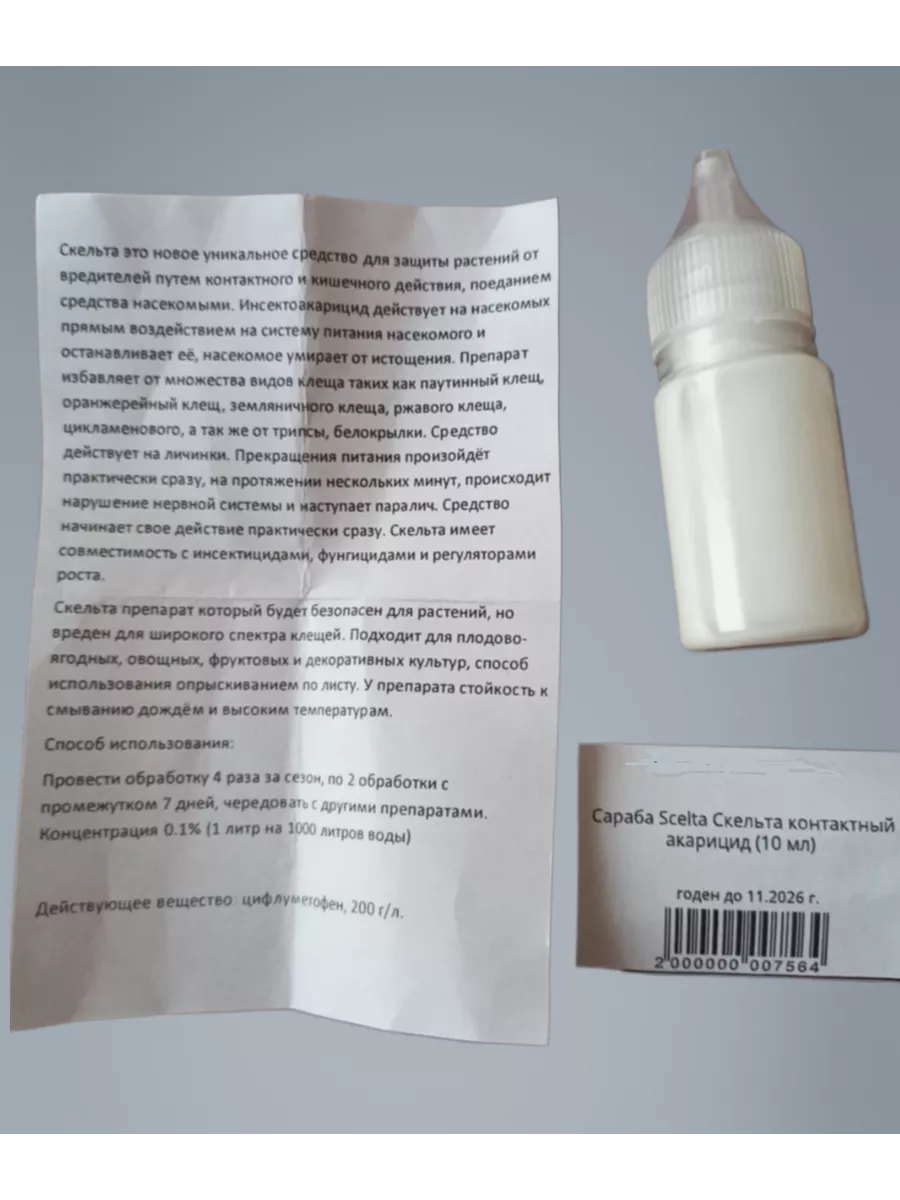 Скельта это новое уникальное средство для защиты растений от
вредителей путем контактного и кишечного действия, поеданием
средства насекомыми. Инсектоакарицид действует на насекомых
прямым воздействием на систему питания насекомого и
останавливает её, насекомое умирает от истощения. Препарат
избавляет от множества видов клеща таких как паутинный клещ,
оранжерейный клещ, земляничного клеща, ржавого клеща,
цикламенового, а так же от трипсы, белокрылки. Средство
действует на личинки. Прекращения питания произойдёт
практически сразу, на протяжении нескольких минут, происходит
нарушение нервной системы и наступает паралич. Средство
начинает свое действие практически сразу. Скельта имеет
совместимость с инсектицидами, фунгицидами и регуляторами
роста.
Скельта препарат который будет безопасен для растений, но
вреден для широкого спектра клещей. Подходит для плодово-
ягодных, овощных, фруктовых и декоративных культур, способ
использования опрыскиванием по листу. У препарата стойкость к
смыванию дождём и высоким температурам.
Способ использования:
Провести обработку 4 раза за сезон, по 2 обработки с
промежутком 7 дней, чередовать с другими препаратами.
Концентрация 0.1% (1 литр на 1000 литров воды)
Действующее вещество: цифлуметофен, 200 г/л.
Сараба Scelta Скельта контактный
акарицид (10 мл)
годен до 11.2026 г.
2 000000 007564